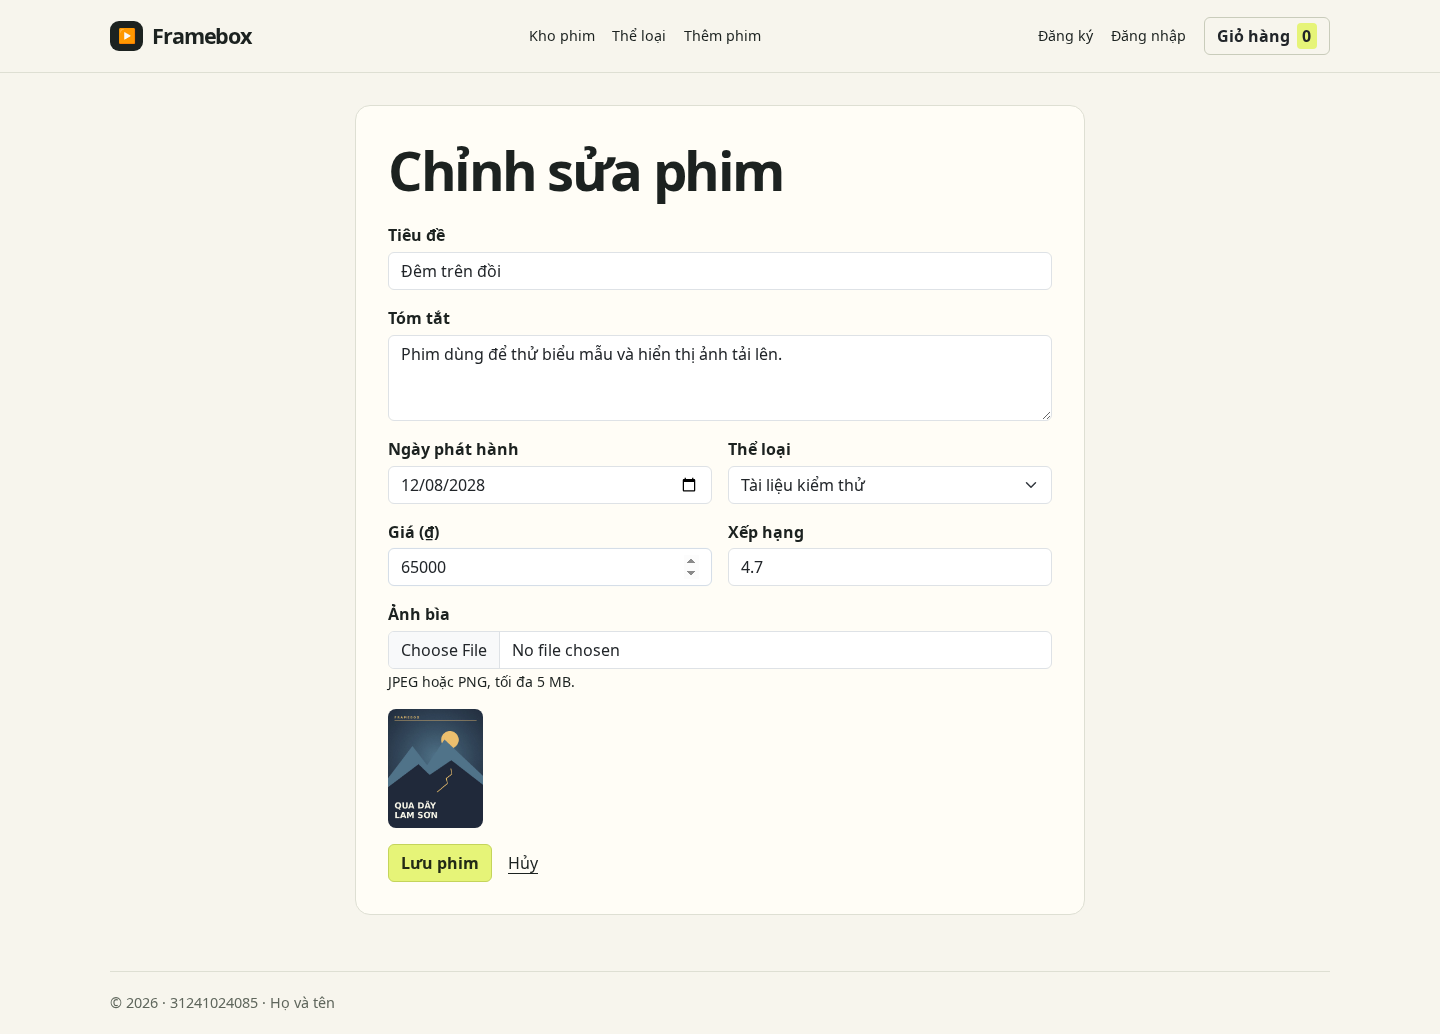 Framebox
Kho phim Thể loại Thêm phim
Đăng ký Đăng nhập Giỏ hàng 0
Chỉnh sửa phim
Tiêu đề
Đêm trên đồi
Tóm tắt
Phim dùng để thử biểu mẫu và hiển thị ảnh tải lên.
Ngày phát hành Thể loại
12/08/2028 Tài liệu kiểm thử
Giá (₫) Xếp hạng
65000 4.7
Ảnh bìa
Choose File No file chosen
JPEG hoặc PNG, tối đa 5 MB.
FRAMEBOX
QUA DÃY
LAM SƠN
Lưu phim Hủy
© 2026 · 31241024085 · Họ và tên